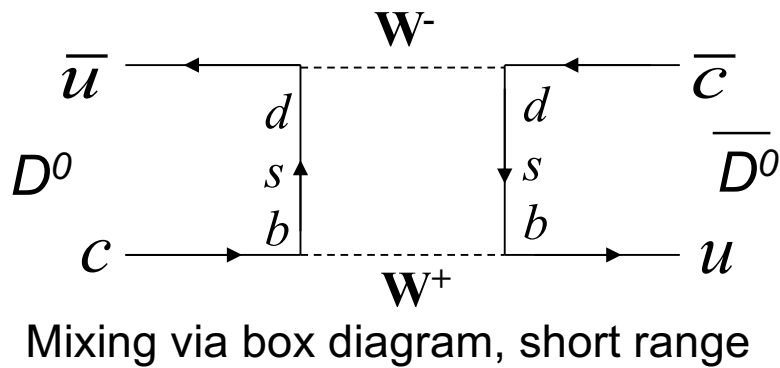 W⁻
u̅ d d c̅
D⁰ s s D̅⁰
c b b u
W⁺
Mixing via box diagram, short range